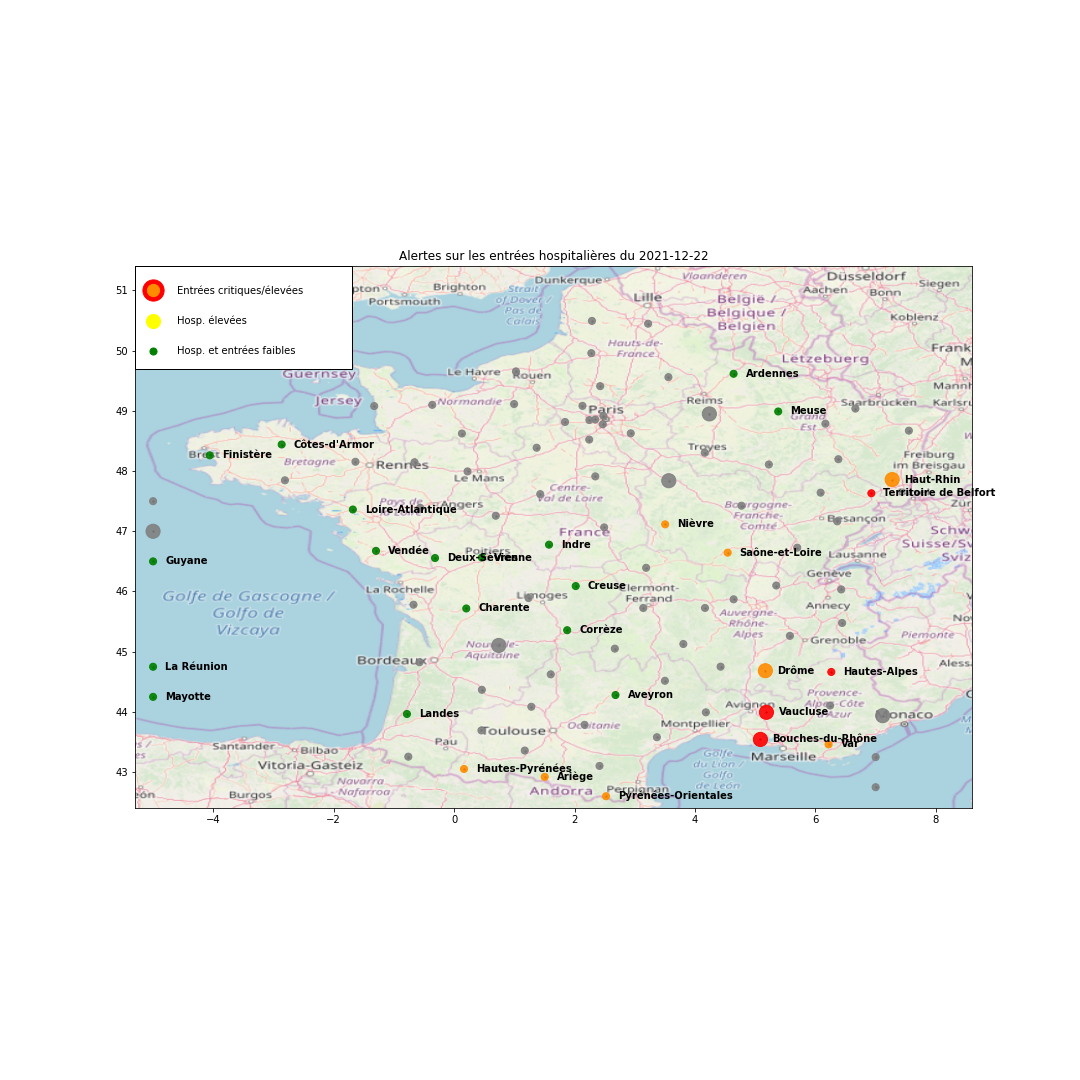 Alertes sur les entrées hospitalières du 2021-12-22
Entrées critiques/élevées
Hosp. élevées
Hosp. et entrées faibles
51
50
49
48
47
46
45
44
43
−4
−2
0
2
4
6
8
Brighton
Portsmouth
Strait
of Dover /
Pas de
Calais
Dunkerque
Lille
Vlaanderen
België /
Belgique /
Belgien
Düsseldorf
Aachen
Bonn
Siegen
Koblenz
Hauts-de-
France
Lëtzebuerg
Guernsey
Jersey
Le Havre
Rouen
Normandie
Paris
Reims
Ardennes
Meuse
Grand
Est
Saarbrücken
Côtes-d'Armor
Finistère
Brest
Bretagne
Rennes
Le Mans
Troyes
Freiburg
im Breisgau
Haut-Rhin
Territoire de Belfort
Loire-Atlantique
Pays de
la Loire
Angers
Centre-
Val de Loire
Bourgogne-
Franche-
Comté
Besançon
Nièvre
France
Vendée
Deux-Sèvres
Vienne
Poitiers
Indre
Saône-et-Loire
Lausanne
Genève
Guyane
La Rochelle
Creuse
Limoges
Clermont-
Ferrand
Annecy
Golfe de Gascogne /
Golfo de
Vizcaya
Charente
Corrèze
Auvergne-
Rhône-
Alpes
Grenoble
Piemonte
La Réunion
Mayotte
Bordeaux
Nouvelle-
Aquitaine
Drôme
Hautes-Alpes
Aveyron
Landes
Avignon
Vaucluse
Provence-
Alpes-Côte
d'Azur
Monaco
Toulouse
Occitanie
Montpellier
Bouches-du-Rhône
Var
Marseille
Santander
Bilbao
Vitoria-Gasteiz
Pau
Hautes-Pyrénées
Ariège
Golfe
du Lion /
Golfo
de León
Burgos
Navarra
- Nafarroa
Andorra
Perpignan
Pyrénées-Orientales